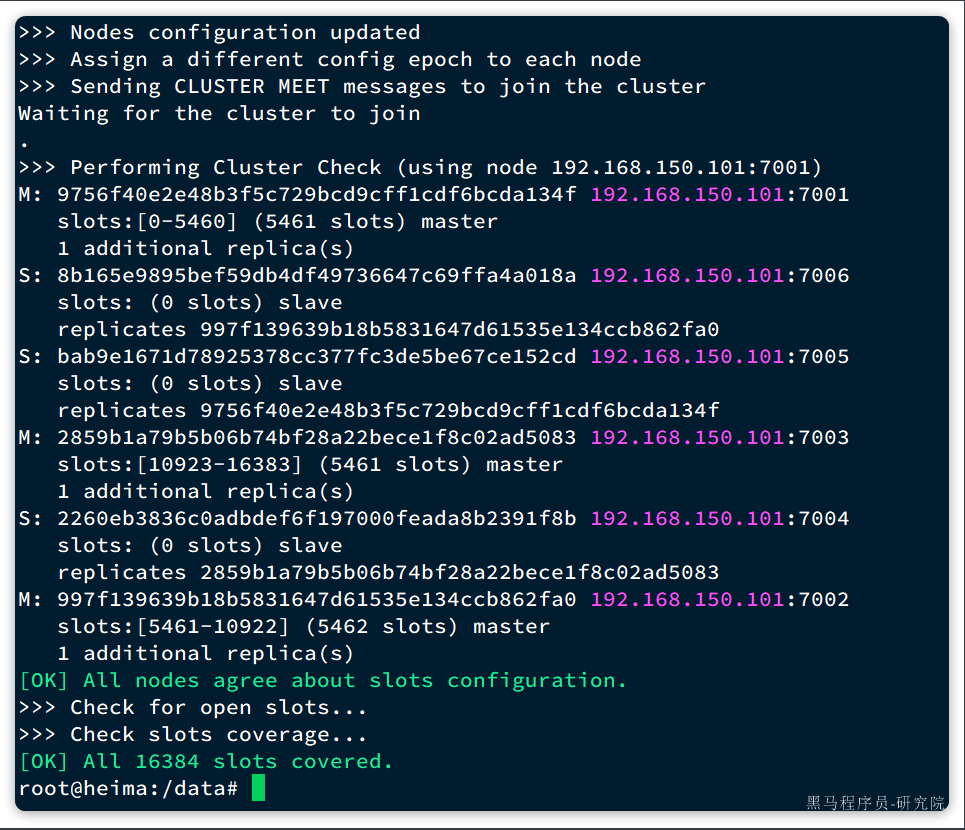 >>> Nodes configuration updated
>>> Assign a different config epoch to each node
>>> Sending CLUSTER MEET messages to join the cluster
Waiting for the cluster to join
.
>>> Performing Cluster Check (using node 192.168.150.101:7001)
M: 9756f40e2e48b3f5c729bcd9cff1cdf6bcda134f 192.168.150.101:7001
   slots:[0-5460] (5461 slots) master
   1 additional replica(s)
S: 8b165e9895bef59db4df49736647c69ffa4a018a 192.168.150.101:7006
   slots: (0 slots) slave
   replicates 997f139639b18b5831647d61535e134ccb862fa0
S: bab9e1671d78925378cc377fc3de5be67ce152cd 192.168.150.101:7005
   slots: (0 slots) slave
   replicates 9756f40e2e48b3f5c729bcd9cff1cdf6bcda134f
M: 2859b1a79b5b06b74bf28a22bece1f8c02ad5083 192.168.150.101:7003
   slots:[10923-16383] (5461 slots) master
   1 additional replica(s)
S: 2260eb3836c0adbdef6f197000feada8b2391f8b 192.168.150.101:7004
   slots: (0 slots) slave
   replicates 2859b1a79b5b06b74bf28a22bece1f8c02ad5083
M: 997f139639b18b5831647d61535e134ccb862fa0 192.168.150.101:7002
   slots:[5461-10922] (5462 slots) master
   1 additional replica(s)
[OK] All nodes agree about slots configuration.
>>> Check for open slots...
>>> Check slots coverage...
[OK] All 16384 slots covered.
root@heima:/data#
黑马程序员-研究院